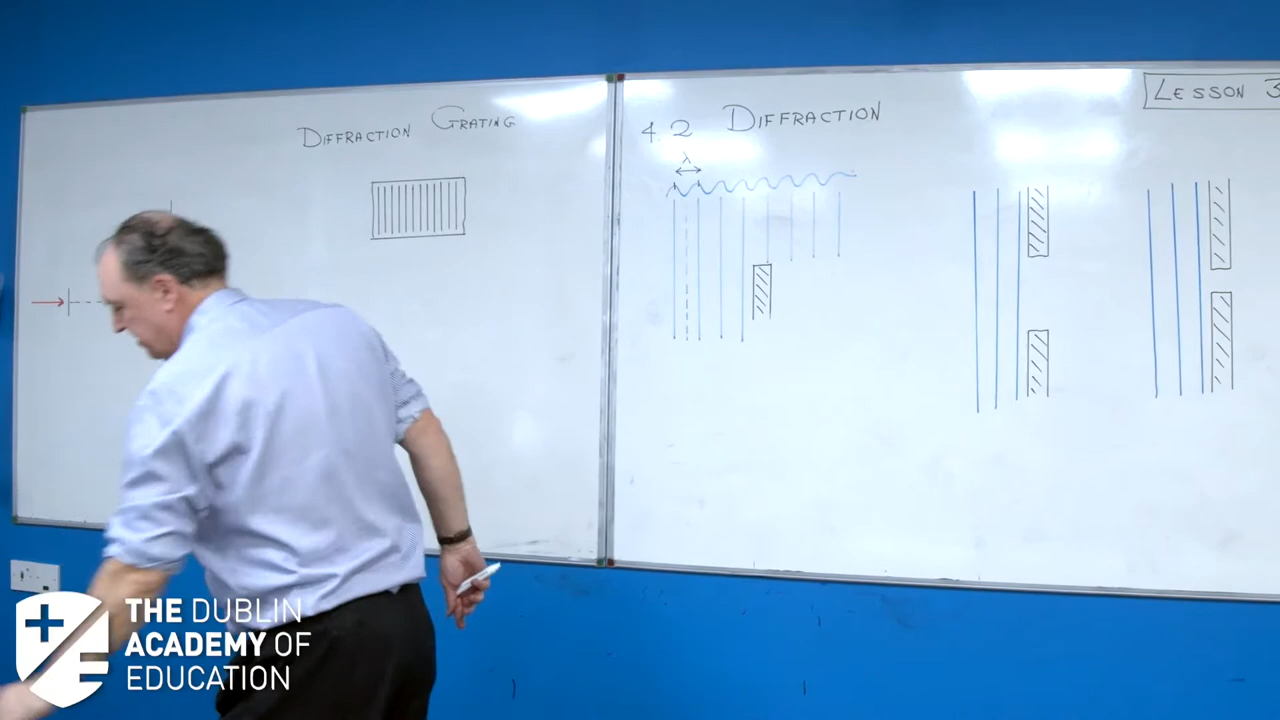 DIFFRACTION GRATING
4.2 DIFFRACTION
LESSON 3
λ
THE DUBLIN
ACADEMY OF
EDUCATION